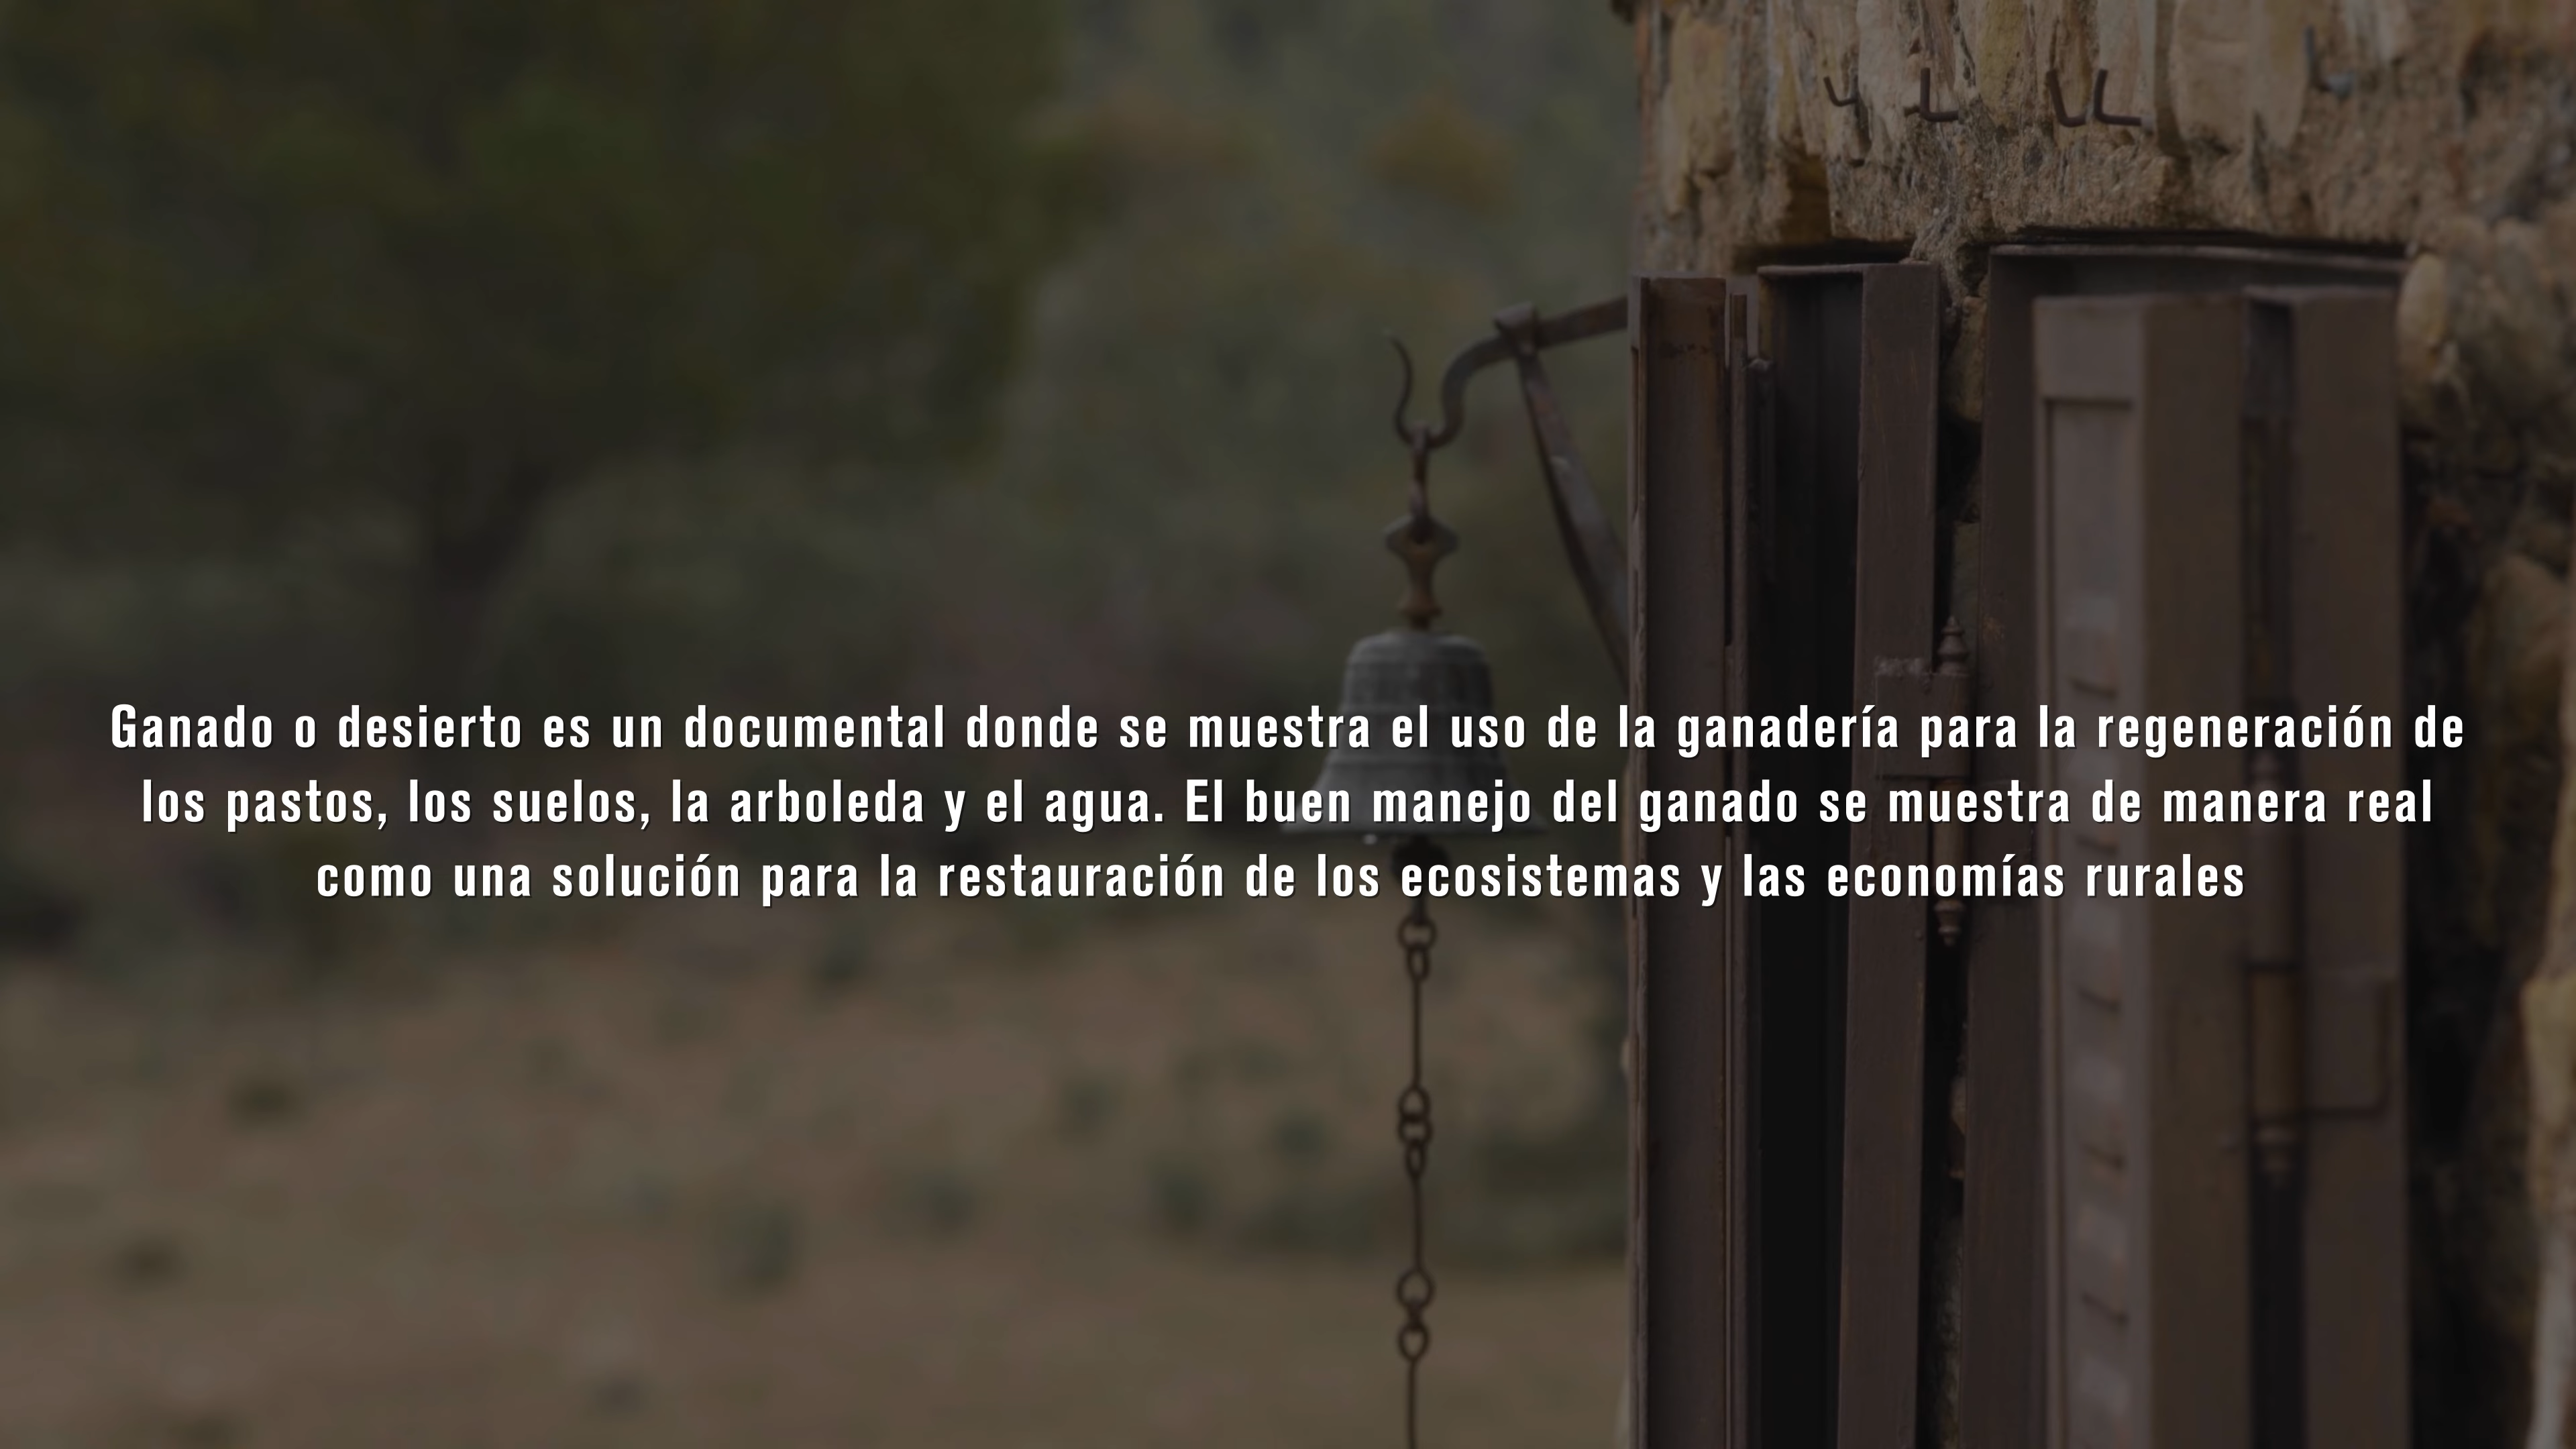 Ganado o desierto es un documental donde se muestra el uso de la ganadería para la regeneración de
los pastos, los suelos, la arboleda y el agua. El buen manejo del ganado se muestra de manera real
como una solución para la restauración de los ecosistemas y las economías rurales